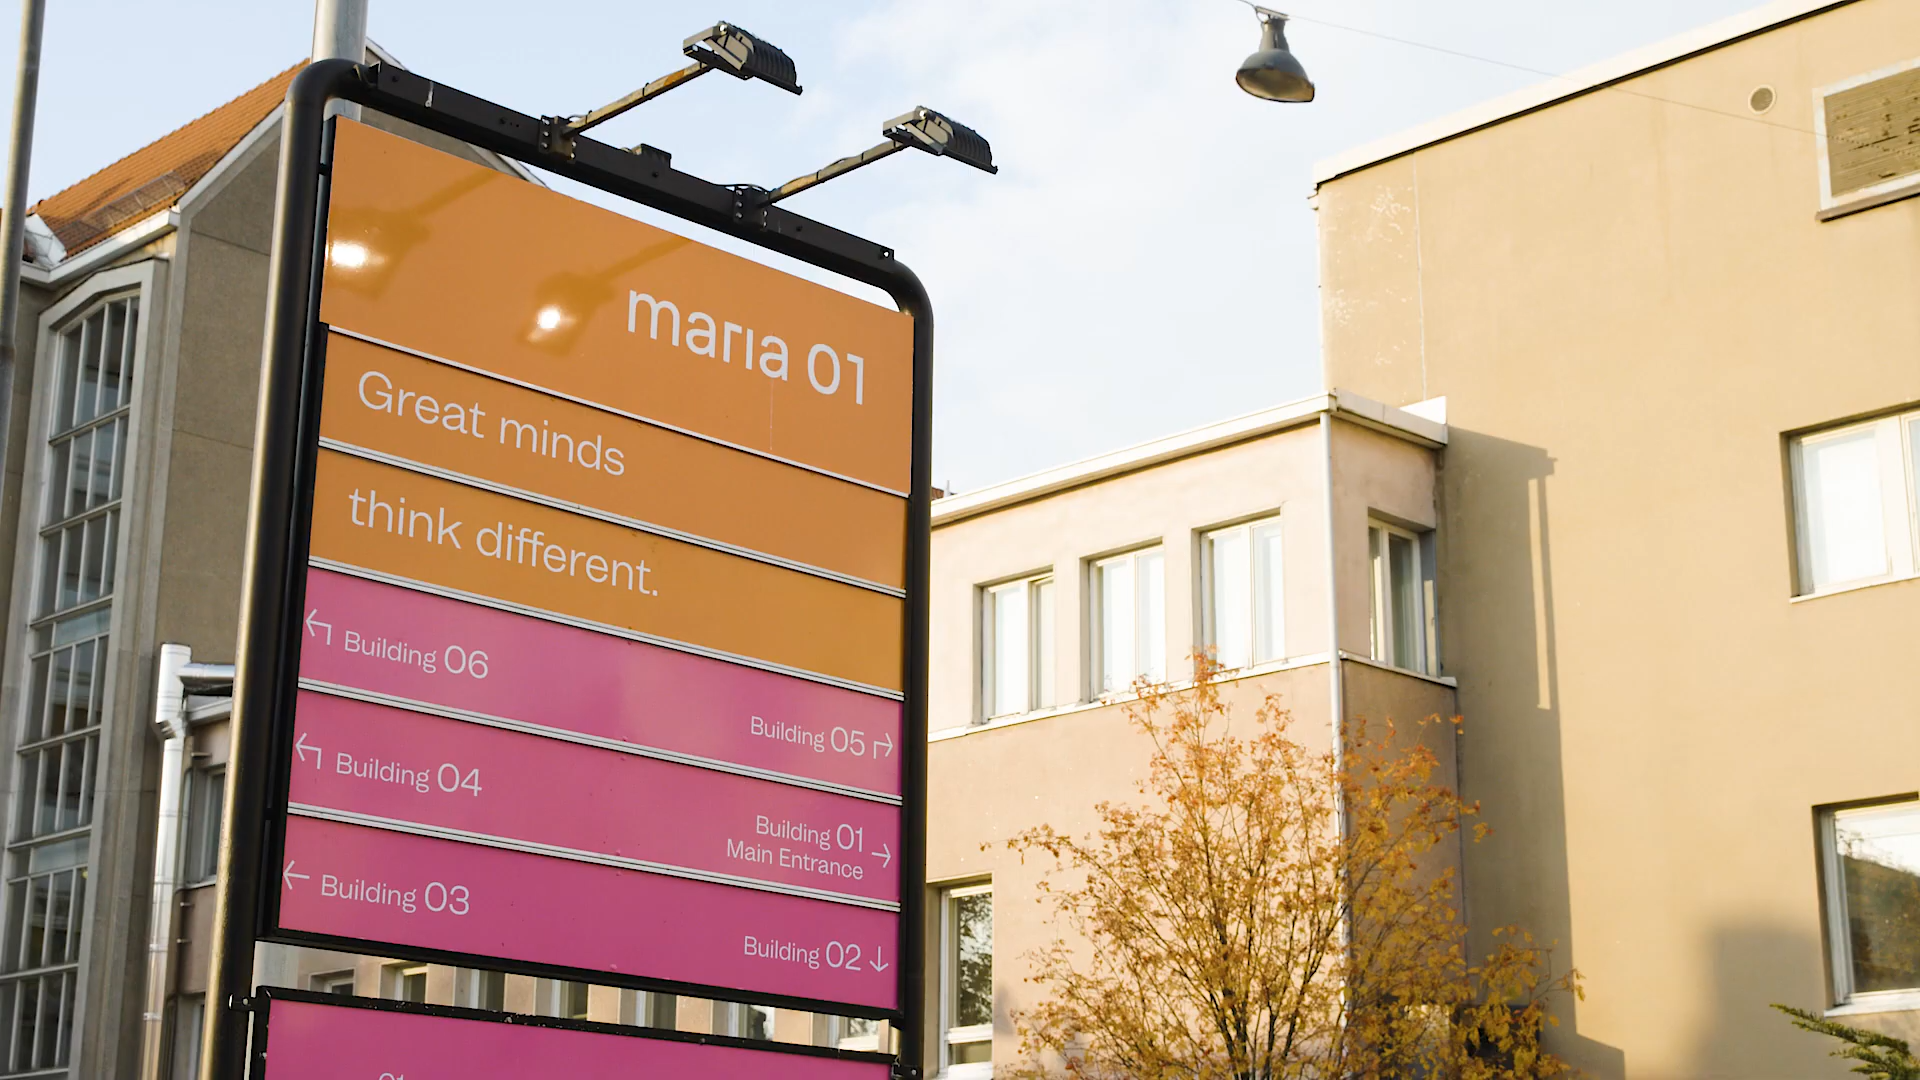 maria 01
Great minds
think different.
Building 06
Building 05
Building 04
Building 01
Main Entrance
Building 03
Building 02